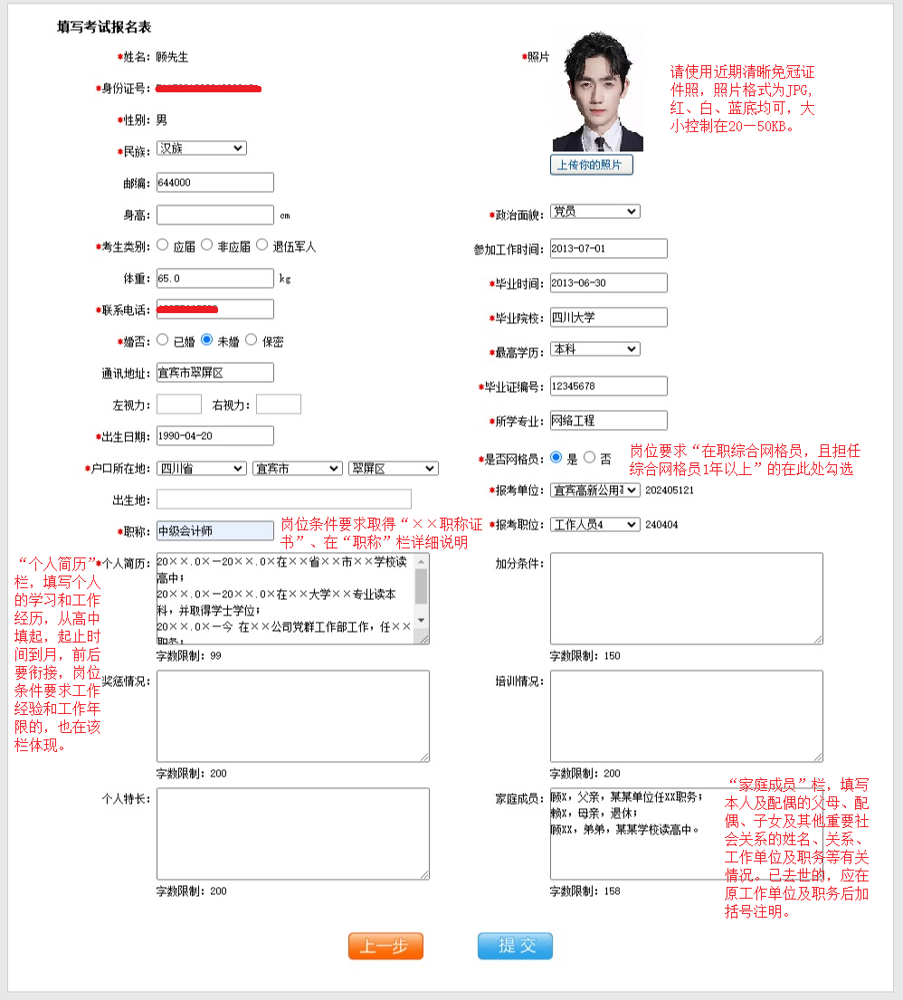 填写考试报名表
*姓名: 顾先生
*照片
请使用近期清晰免冠证
件照, 照片格式为JPG,
红、白、蓝底均可, 大
小控制在20—50KB。
*身份证号:
*性别: 男
*民族: 汉族
上传你的照片
邮编: 644000
身高: cm
*政治面貌: 党员
*考生类别: 应届 非应届 退伍军人
参加工作时间: 2013-07-01
体重: 65.0 kg
*毕业时间: 2013-06-30
*联系电话:
*毕业院校: 四川大学
*婚否: 已婚 未婚 保密
*最高学历: 本科
通讯地址: 宜宾市翠屏区
*毕业证编号: 12345678
左视力: 右视力:
*所学专业: 网络工程
*出生日期: 1990-04-20
*是否网格员: 是 否
岗位要求“在职综合网格员, 且担任
综合网格员1年以上”的在此处勾选
*户口所在地: 四川省 宜宾市 翠屏区
*报考单位: 宜宾高新公用 202405121
出生地:
*报考职位: 工作人员4 240404
*职称: 中级会计师
岗位条件要求取得“××职称证
书”、在“职称”栏详细说明
“个人简历”
栏, 填写个人
的学习和工作
经历, 从高中
填起, 起止时
间到月, 前后
要衔接, 岗位
条件要求工作
经验和工作年
限的, 也在该
栏体现。
*个人简历:
20××.0×—20××.0×在××省××市××学校读
高中;
20××.0×—20××.0×在××大学××专业读本
科, 并取得学士学位;
20××.0×—今 在××公司党群工作部工作, 任××
职务;
字数限制: 99
加分条件:
字数限制: 150
奖惩情况:
字数限制: 200
培训情况:
字数限制: 200
个人特长:
字数限制: 200
家庭成员:
顾X, 父亲, 某某单位任XX职务;
赖X, 母亲, 退休;
顾XX, 弟弟, 某某学校读高中。
字数限制: 158
“家庭成员”栏, 填写
本人及配偶的父母、配
偶、子女及其他重要社
会关系的姓名、关系、
工作单位及职务等有关
情况。已去世的, 应在
原工作单位及职务后加
括号注明。
上一步
提 交